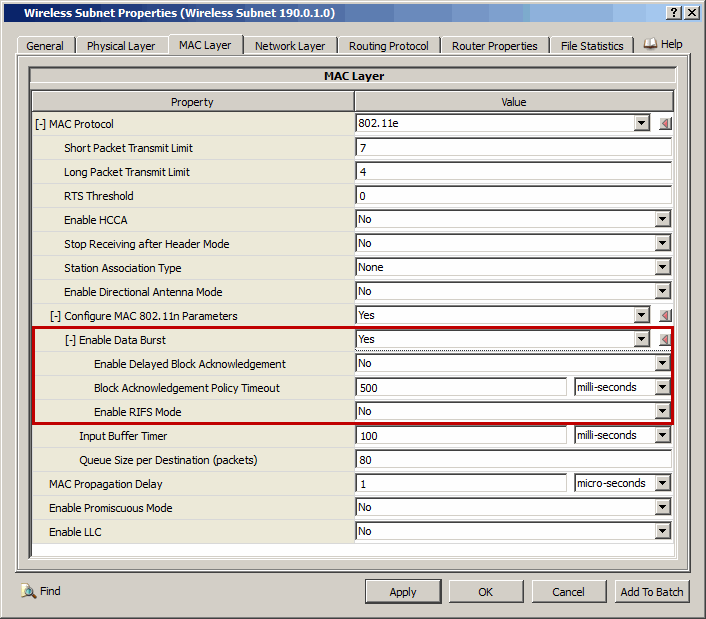 Wireless Subnet Properties (Wireless Subnet 190.0.1.0)
General Physical Layer MAC Layer Network Layer Routing Protocol Router Properties File Statistics Help
MAC Layer
Property Value
[-] MAC Protocol 802.11e
Short Packet Transmit Limit 7
Long Packet Transmit Limit 4
RTS Threshold 0
Enable HCCA No
Stop Receiving after Header Mode No
Station Association Type None
Enable Directional Antenna Mode No
[-] Configure MAC 802.11n Parameters Yes
[-] Enable Data Burst Yes
Enable Delayed Block Acknowledgement No
Block Acknowledgement Policy Timeout 500 milli-seconds
Enable RIFS Mode No
Input Buffer Timer 100 milli-seconds
Queue Size per Destination (packets) 80
MAC Propagation Delay 1 micro-seconds
Enable Promiscuous Mode No
Enable LLC No
Find Apply OK Cancel Add To Batch